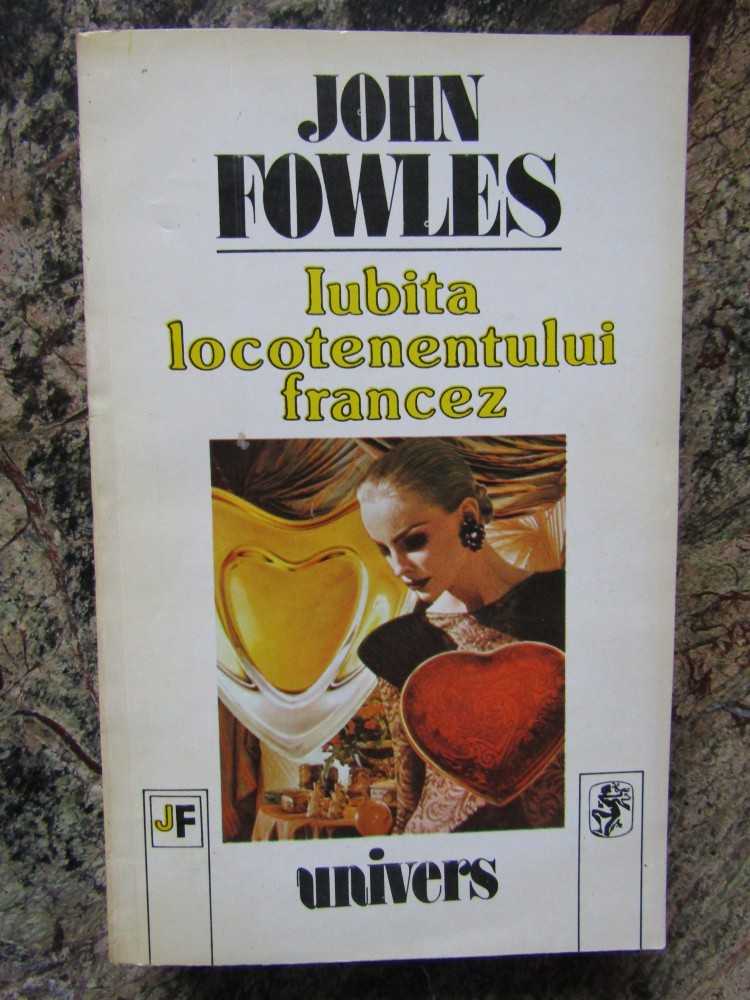 JOHN
FOWLES
Iubita
locotenentului
francez
JF
univers